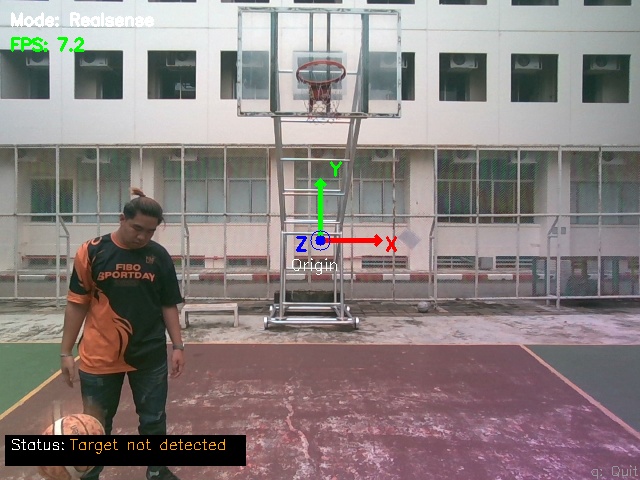 Mode: Realsense
FPS: 7.2
Y
Z
X
Origin
FIBO
SPORTDAY
Status: Target not detected
q: Quit